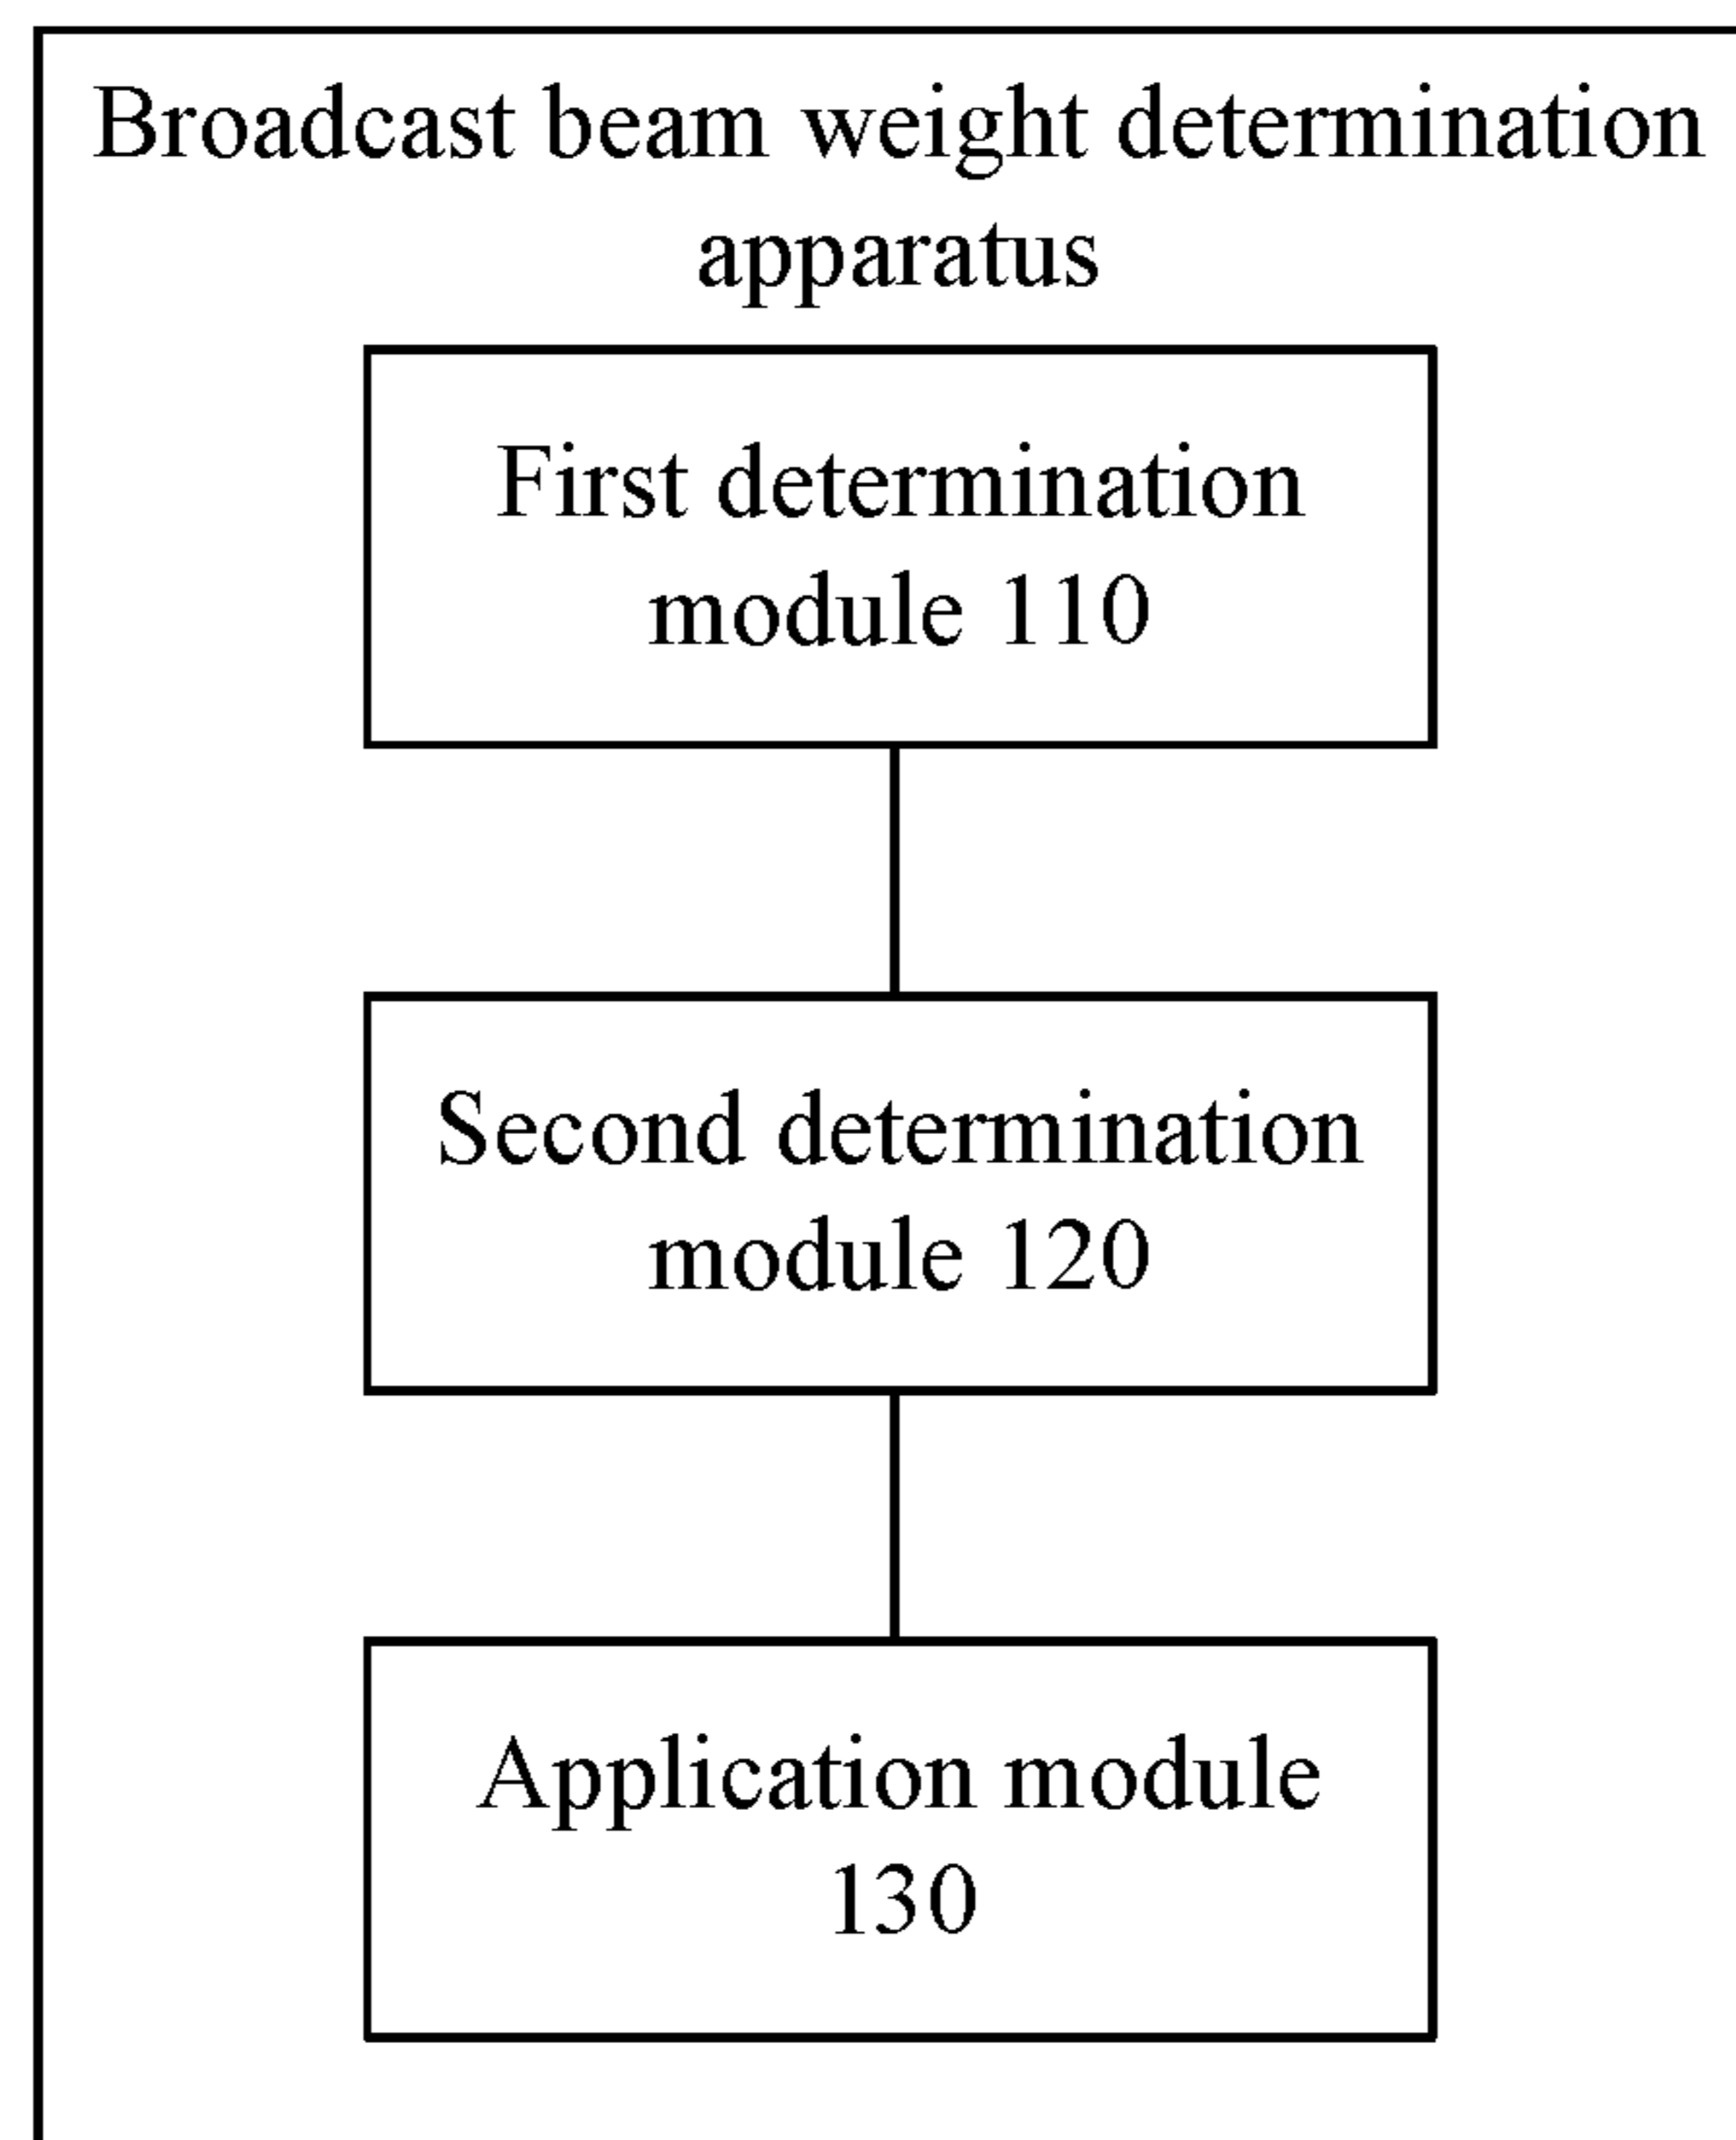 Broadcast beam weight determination
apparatus
First determination
module 110
Second determination
module 120
Application module
130